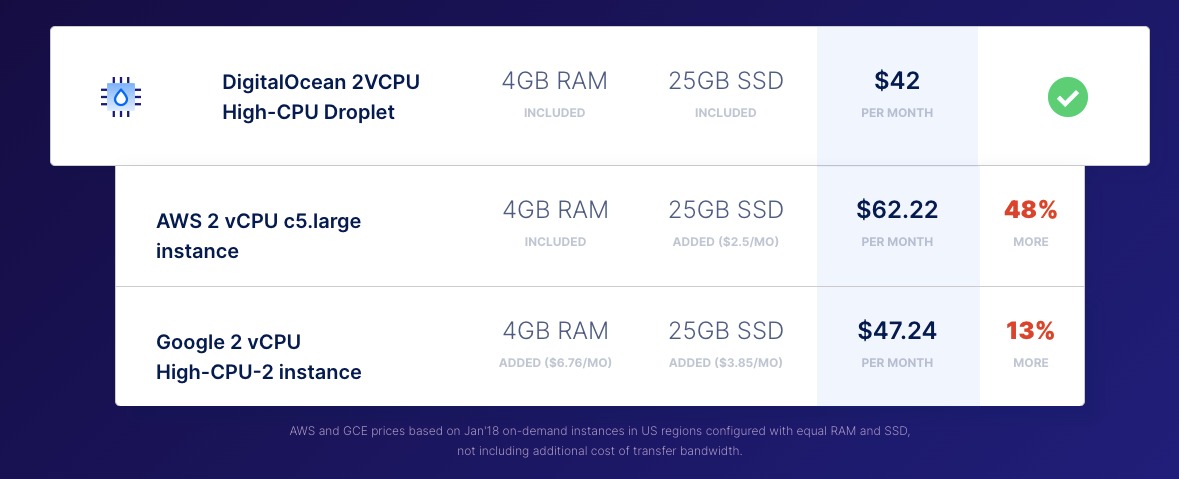 DigitalOcean 2VCPU
High-CPU Droplet
4GB RAM
INCLUDED
25GB SSD
INCLUDED
$42
PER MONTH
AWS 2 vCPU c5.large
instance
4GB RAM
INCLUDED
25GB SSD
ADDED ($2.5/MO)
$62.22
PER MONTH
48%
MORE
Google 2 vCPU
High-CPU-2 instance
4GB RAM
ADDED ($6.76/MO)
25GB SSD
ADDED ($3.85/MO)
$47.24
PER MONTH
13%
MORE
AWS and GCE prices based on Jan'18 on-demand instances in US regions configured with equal RAM and SSD,
not including additional cost of transfer bandwidth.